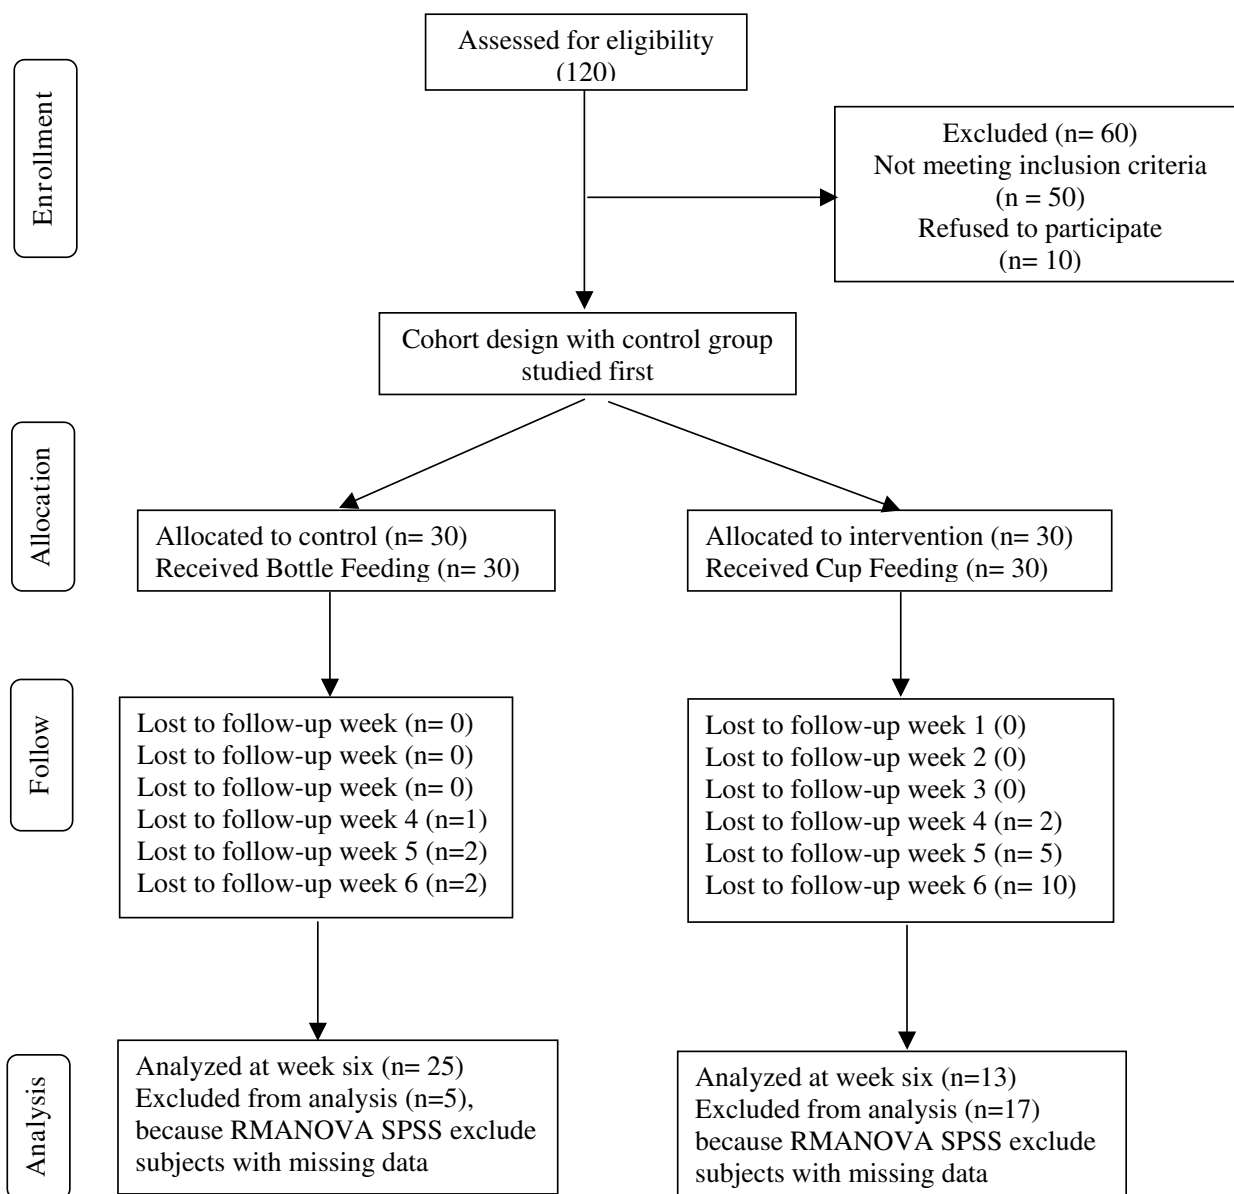 Assessed for eligibility
(120)
Enrollment
Excluded (n= 60)
Not meeting inclusion criteria
(n = 50)
Refused to participate
(n= 10)
Cohort design with control group
studied first
Allocation
Allocated to control (n= 30)
Received Bottle Feeding (n= 30)
Allocated to intervention (n= 30)
Received Cup Feeding (n= 30)
Follow
Lost to follow-up week (n= 0)
Lost to follow-up week (n= 0)
Lost to follow-up week (n= 0)
Lost to follow-up week 4 (n=1)
Lost to follow-up week 5 (n=2)
Lost to follow-up week 6 (n=2)
Lost to follow-up week 1 (0)
Lost to follow-up week 2 (0)
Lost to follow-up week 3 (0)
Lost to follow-up week 4 (n= 2)
Lost to follow-up week 5 (n= 5)
Lost to follow-up week 6 (n= 10)
Analysis
Analyzed at week six (n= 25)
Excluded from analysis (n=5),
because RMANOVA SPSS exclude
subjects with missing data
Analyzed at week six (n=13)
Excluded from analysis (n=17)
because RMANOVA SPSS exclude
subjects with missing data